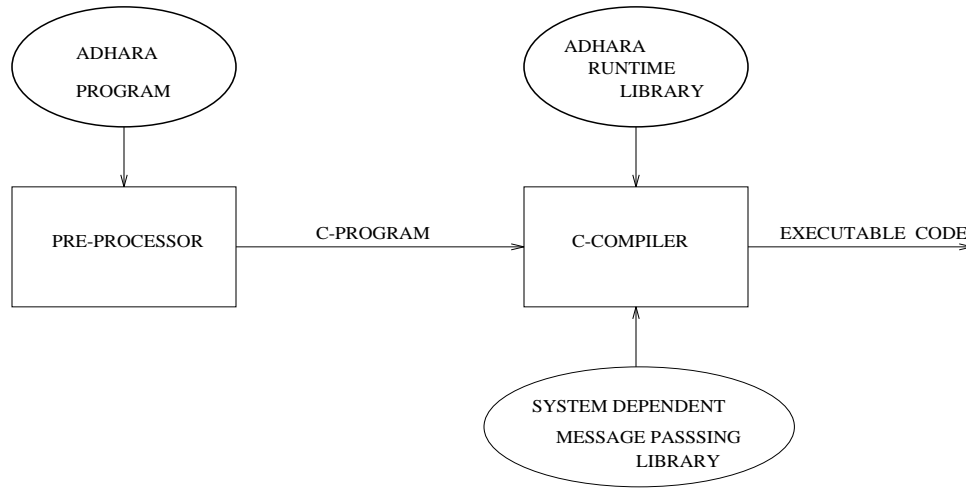 ADHARA
PROGRAM
ADHARA
RUNTIME
LIBRARY
PRE-PROCESSOR
C-PROGRAM
C-COMPILER
EXECUTABLE CODE
SYSTEM DEPENDENT
MESSAGE PASSSING
LIBRARY